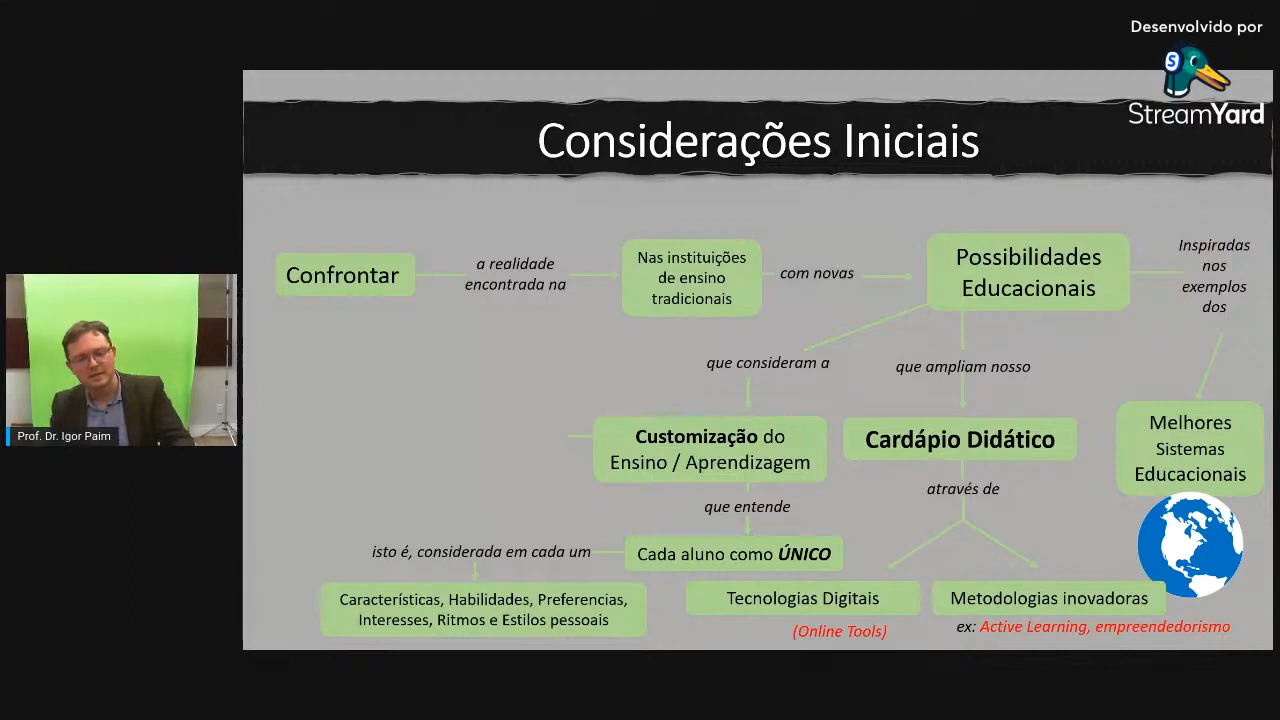 Desenvolvido por
S
StreamYard
Considerações Iniciais
Confrontar
a realidade
encontrada na
Nas instituições
de ensino
tradicionais
com novas
Possibilidades
Educacionais
Inspiradas
nos
exemplos
dos
que consideram a
que ampliam nosso
Melhores
Sistemas
Educacionais
Customização do
Ensino / Aprendizagem
Cardápio Didático
que entende
através de
isto é, considerada em cada um
Cada aluno como ÚNICO
Características, Habilidades, Preferencias,
Interesses, Ritmos e Estilos pessoais
Tecnologias Digitais
(Online Tools)
Metodologias inovadoras
ex: Active Learning, empreendedorismo
Prof. Dr. Igor Paim